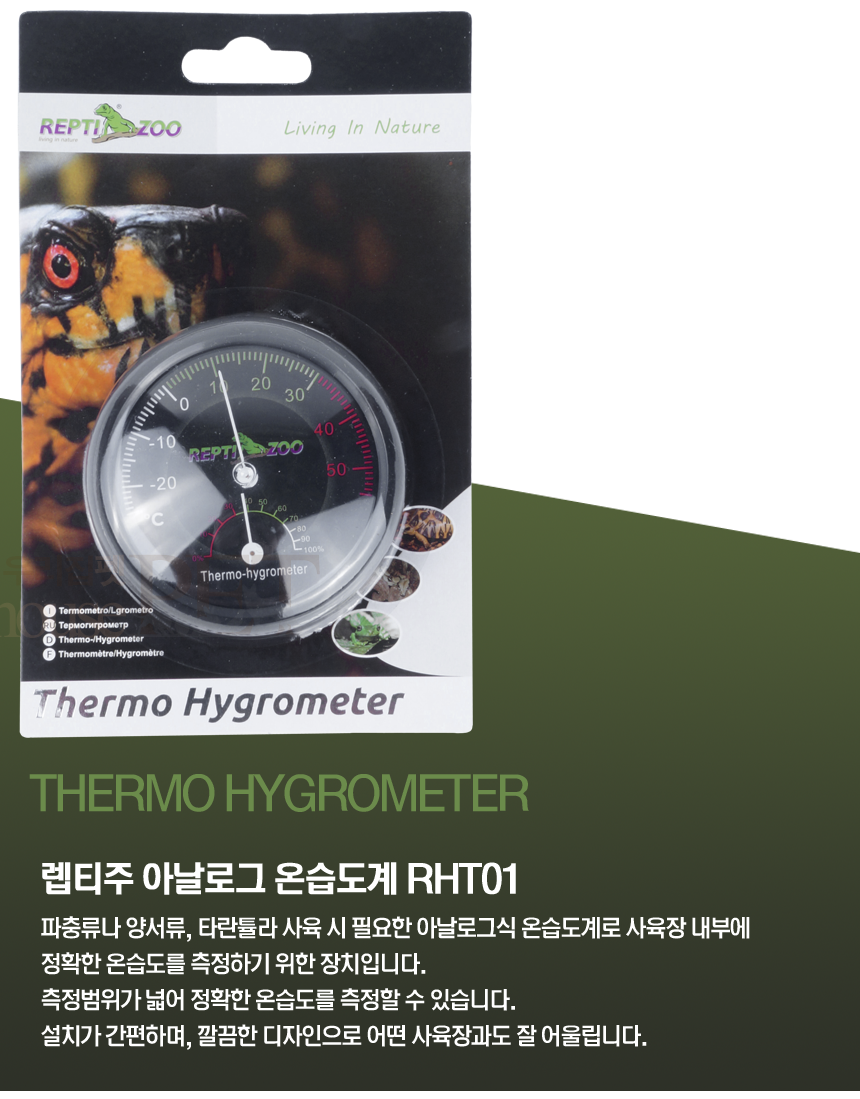 REPTI ZOO
living in nature
Living In Nature
0
10
20
30
40
50
-10
-20
°C
REPTI ZOO
50
60
70
80
90
100%
Thermo-hygrometer
I Termometro/Lgrometro
RU Термогигрометр
D Thermo-/Hygrometer
F Thermomètre/Hygromètre
Thermo Hygrometer
THERMO HYGROMETER
렙티주 아날로그 온습도계 RHT01
파충류나 양서류, 타란튤라 사육 시 필요한 아날로그식 온습도계로 사육장 내부에
정확한 온습도를 측정하기 위한 장치입니다.
측정범위가 넓어 정확한 온습도를 측정할 수 있습니다.
설치가 간편하며, 깔끔한 디자인으로 어떤 사육장과도 잘 어울립니다.